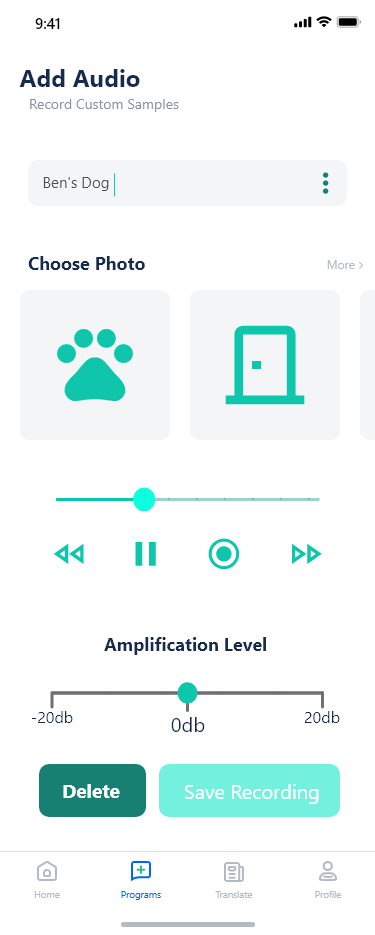 9:41
Add Audio
Record Custom Samples
Ben's Dog
Choose Photo
More >
Amplification Level
-20db
0db
20db
Delete
Save Recording
Home
Programs
Translate
Profile